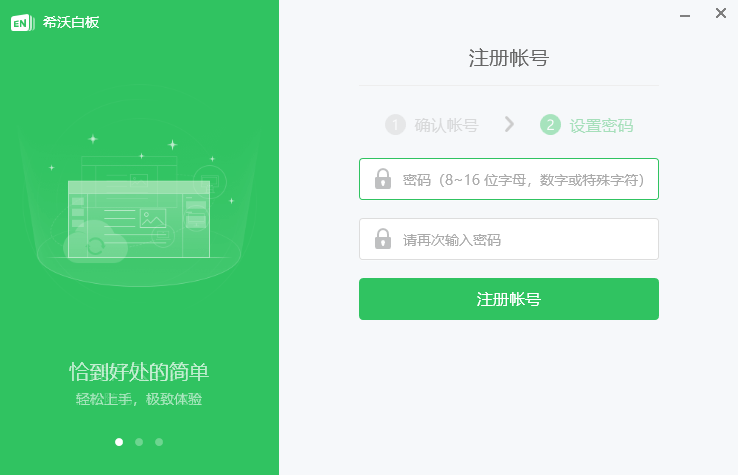 EN 希沃白板
注册帐号
1 确认帐号 2 设置密码
密码（8~16 位字母，数字或特殊字符）
请再次输入密码
注册帐号
恰到好处的简单
轻松上手，极致体验